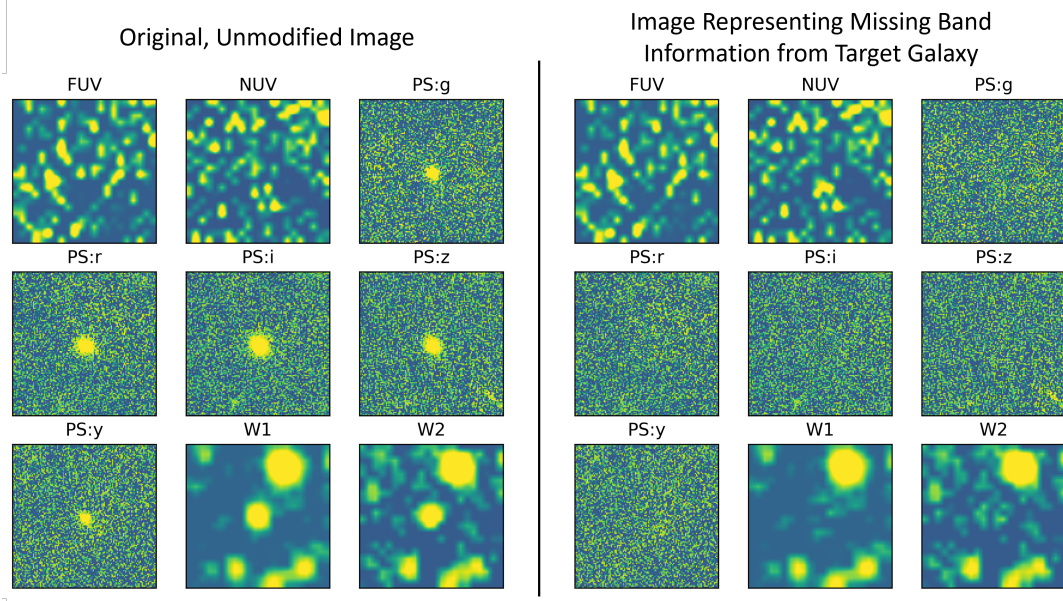 Original, Unmodified Image
FUV NUV PS:g
PS:r PS:i PS:z
PS:y W1 W2
Image Representing Missing Band
Information from Target Galaxy
FUV NUV PS:g
PS:r PS:i PS:z
PS:y W1 W2